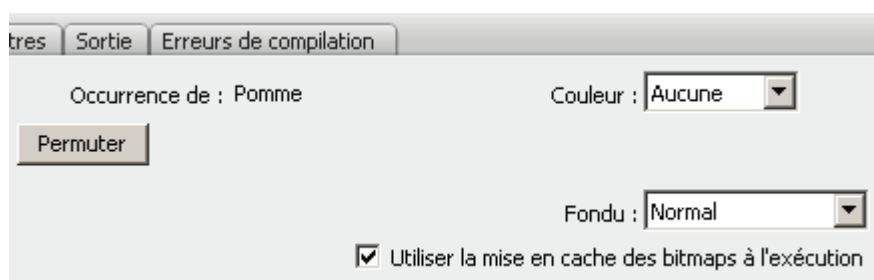 tres Sortie Erreurs de compilation
Occurrence de : Pomme Couleur : Aucune
Permuter
Fondu : Normal
Utiliser la mise en cache des bitmaps à l'exécution